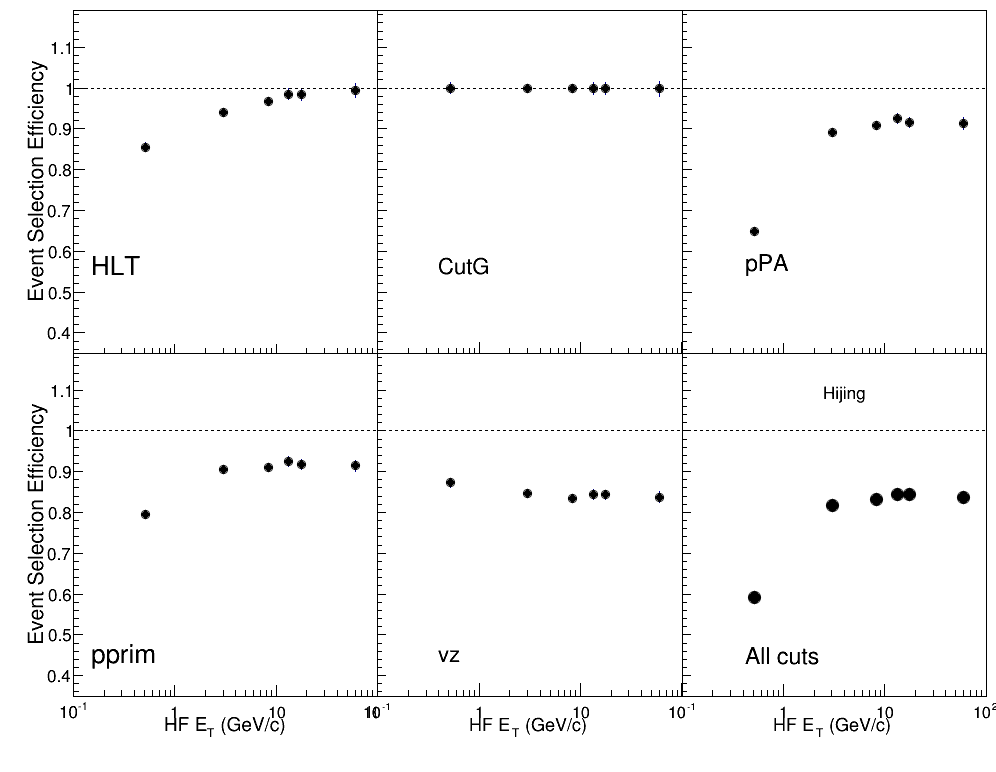 Event Selection Efficiency
1.1
1
0.9
0.8
0.7
0.6
0.5
0.4
HLT
CutG
pPA
Event Selection Efficiency
1.1
1
0.9
0.8
0.7
0.6
0.5
0.4
pprim
vz
Hijing
All cuts
10-1 1 10 10-1 1 10 10-1 1 10 102
HF ET (GeV/c) HF ET (GeV/c) HF ET (GeV/c)